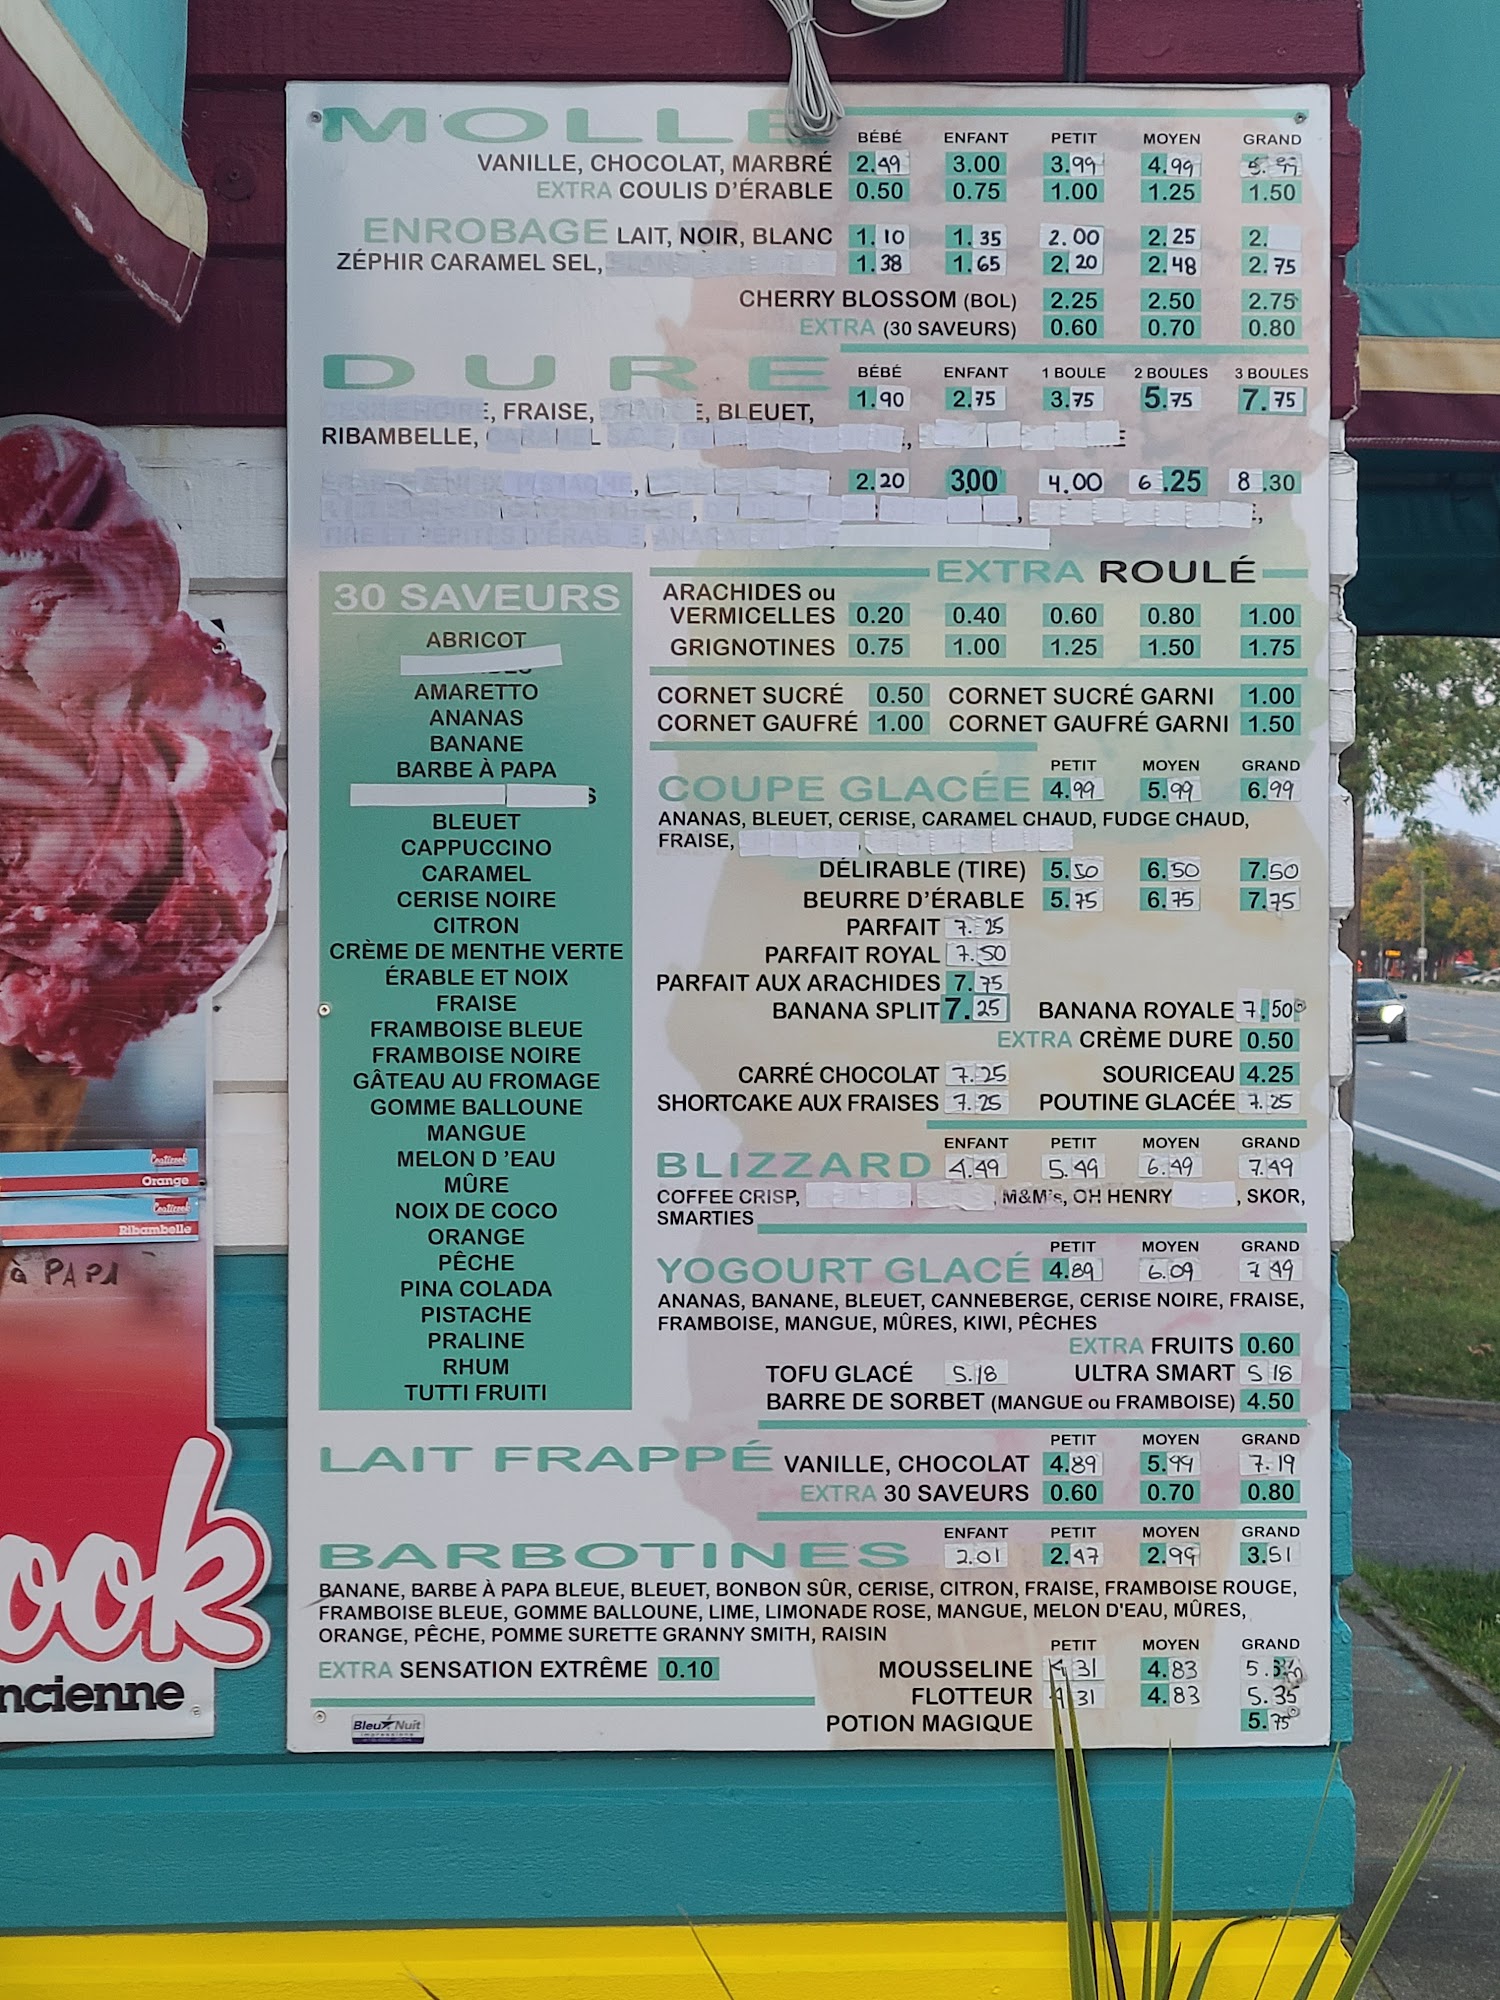 MOLLE
BÉBÉ ENFANT PETIT MOYEN GRAND
VANILLE, CHOCOLAT, MARBRÉ 2.49 3.00 3.99 4.99 5.99
EXTRA COULIS D'ÉRABLE 0.50 0.75 1.00 1.25 1.50
ENROBAGE LAIT, NOIR, BLANC 1.10 1.35 2.00 2.25 2.
ZÉPHIR CARAMEL SEL, 1.38 1.65 2.20 2.48 2.75
CHERRY BLOSSOM (BOL) 2.25 2.50 2.75
EXTRA (30 SAVEURS) 0.60 0.70 0.80
DURE
BÉBÉ ENFANT 1 BOULE 2 BOULES 3 BOULES
1.90 2.75 3.75 5.75 7.75
FRAISE, BLEUET,
RIBAMBELLE,
2.20 3.00 4.00 6.25 8.30
30 SAVEURS
ABRICOT
AMARETTO
ANANAS
BANANE
BARBE À PAPA
BLEUET
CAPPUCCINO
CARAMEL
CERISE NOIRE
CITRON
CRÈME DE MENTHE VERTE
ÉRABLE ET NOIX
FRAISE
FRAMBOISE BLEUE
FRAMBOISE NOIRE
GÂTEAU AU FROMAGE
GOMME BALLOUNE
MANGUE
MELON D 'EAU
MÛRE
NOIX DE COCO
ORANGE
PÊCHE
PINA COLADA
PISTACHE
PRALINE
RHUM
TUTTI FRUITI
EXTRA ROULÉ
ARACHIDES ou
VERMICELLES 0.20 0.40 0.60 0.80 1.00
GRIGNOTINES 0.75 1.00 1.25 1.50 1.75
CORNET SUCRÉ 0.50 CORNET SUCRÉ GARNI 1.00
CORNET GAUFRÉ 1.00 CORNET GAUFRÉ GARNI 1.50
PETIT MOYEN GRAND
COUPE GLACÉE 4.99 5.99 6.99
ANANAS, BLEUET, CERISE, CARAMEL CHAUD, FUDGE CHAUD,
FRAISE,
DÉLIRABLE (TIRE) 5.50 6.50 7.50
BEURRE D'ÉRABLE 5.75 6.75 7.75
PARFAIT 7.25
PARFAIT ROYAL 7.50
PARFAIT AUX ARACHIDES 7.75
BANANA SPLIT 7.25 BANANA ROYALE 7.50
EXTRA CRÈME DURE 0.50
CARRÉ CHOCOLAT 7.25 SOURICEAU 4.25
SHORTCAKE AUX FRAISES 7.25 POUTINE GLACÉE 7.25
ENFANT PETIT MOYEN GRAND
BLIZZARD 4.49 5.49 6.49 7.49
COFFEE CRISP, M&M's, OH HENRY, SKOR,
SMARTIES
PETIT MOYEN GRAND
YOGOURT GLACÉ 4.89 6.09 7.49
ANANAS, BANANE, BLEUET, CANNEBERGE, CERISE NOIRE, FRAISE,
FRAMBOISE, MANGUE, MÛRES, KIWI, PÊCHES
EXTRA FRUITS 0.60
TOFU GLACÉ 5.18 ULTRA SMART 5 18
BARRE DE SORBET (MANGUE ou FRAMBOISE) 4.50
PETIT MOYEN GRAND
LAIT FRAPPÉ VANILLE, CHOCOLAT 4.89 5.99 7.19
EXTRA 30 SAVEURS 0.60 0.70 0.80
ENFANT PETIT MOYEN GRAND
BARBOTINES 2.01 2.47 2.99 3.51
BANANE, BARBE À PAPA BLEUE, BLEUET, BONBON SÛR, CERISE, CITRON, FRAISE, FRAMBOISE ROUGE,
FRAMBOISE BLEUE, GOMME BALLOUNE, LIME, LIMONADE ROSE, MANGUE, MELON D'EAU, MÛRES,
ORANGE, PÊCHE, POMME SURETTE GRANNY SMITH, RAISIN
PETIT MOYEN GRAND
EXTRA SENSATION EXTRÊME 0.10
MOUSSELINE 31 4.83 5.
FLOTTEUR 31 4.83 5.35
POTION MAGIQUE 5.75
Bleu Nuit
Coaticook
Orange
Coaticook
Ribambelle
à PAPA
ook
ncienne